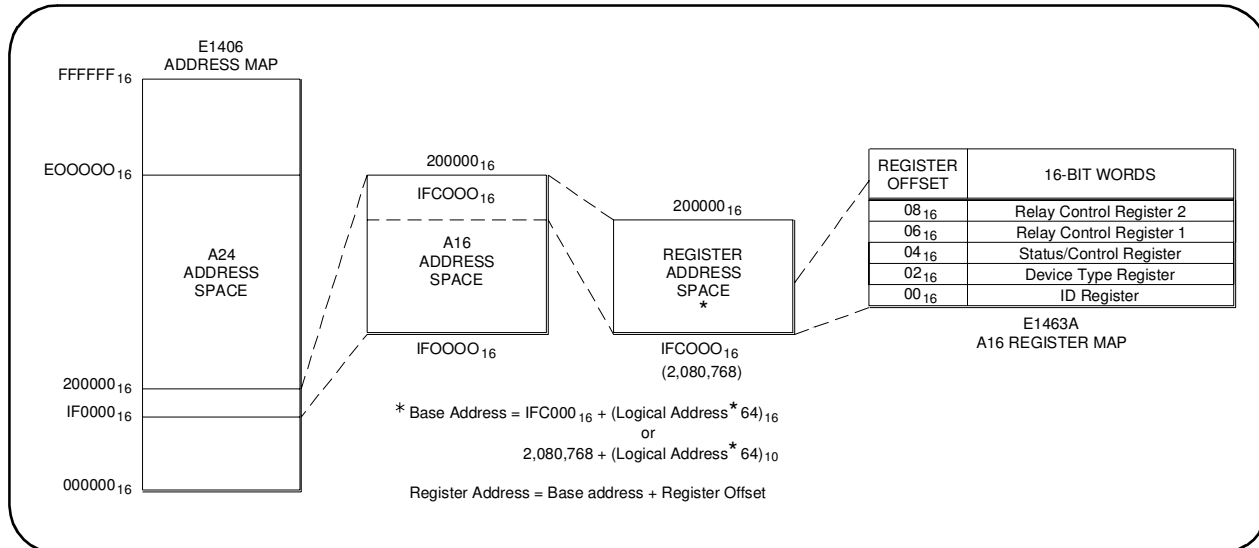 E1406
ADDRESS MAP
FFFFFF16
EOOOOO16
A24
ADDRESS
SPACE
20000016
IF000016
00000016
20000016
IFCOOO16
A16
ADDRESS
SPACE
IFOOOO16
20000016
REGISTER
ADDRESS
SPACE
*
IFCOOO16
(2,080,768)
REGISTER
OFFSET
16-BIT WORDS
0816 Relay Control Register 2
0616 Relay Control Register 1
0416 Status/Control Register
0216 Device Type Register
0016 ID Register
E1463A
A16 REGISTER MAP
* Base Address = IFC00016 + (Logical Address* 64)16
or
2,080,768 + (Logical Address* 64)10
Register Address = Base address + Register Offset